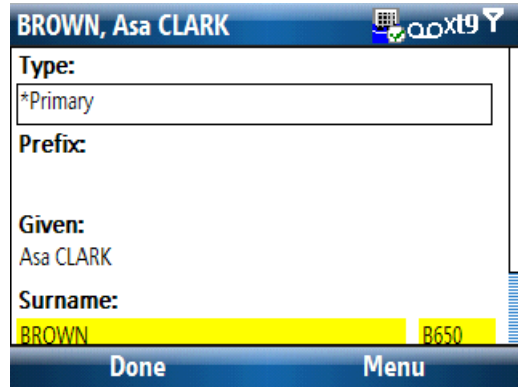 BROWN, Asa CLARK xt9
Type:
*Primary
Prefix:
Given:
Asa CLARK
Surname:
BROWN B650
Done Menu